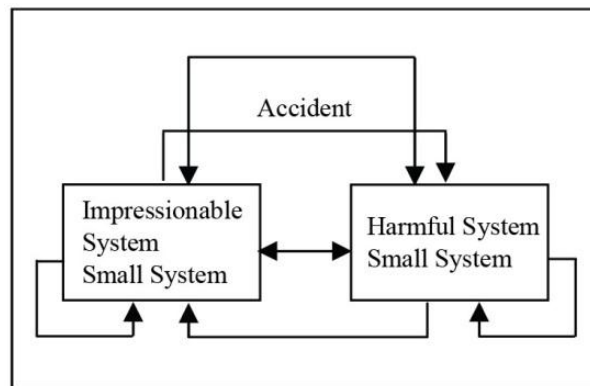 Accident
Impressionable
System
Small System
Harmful System
Small System